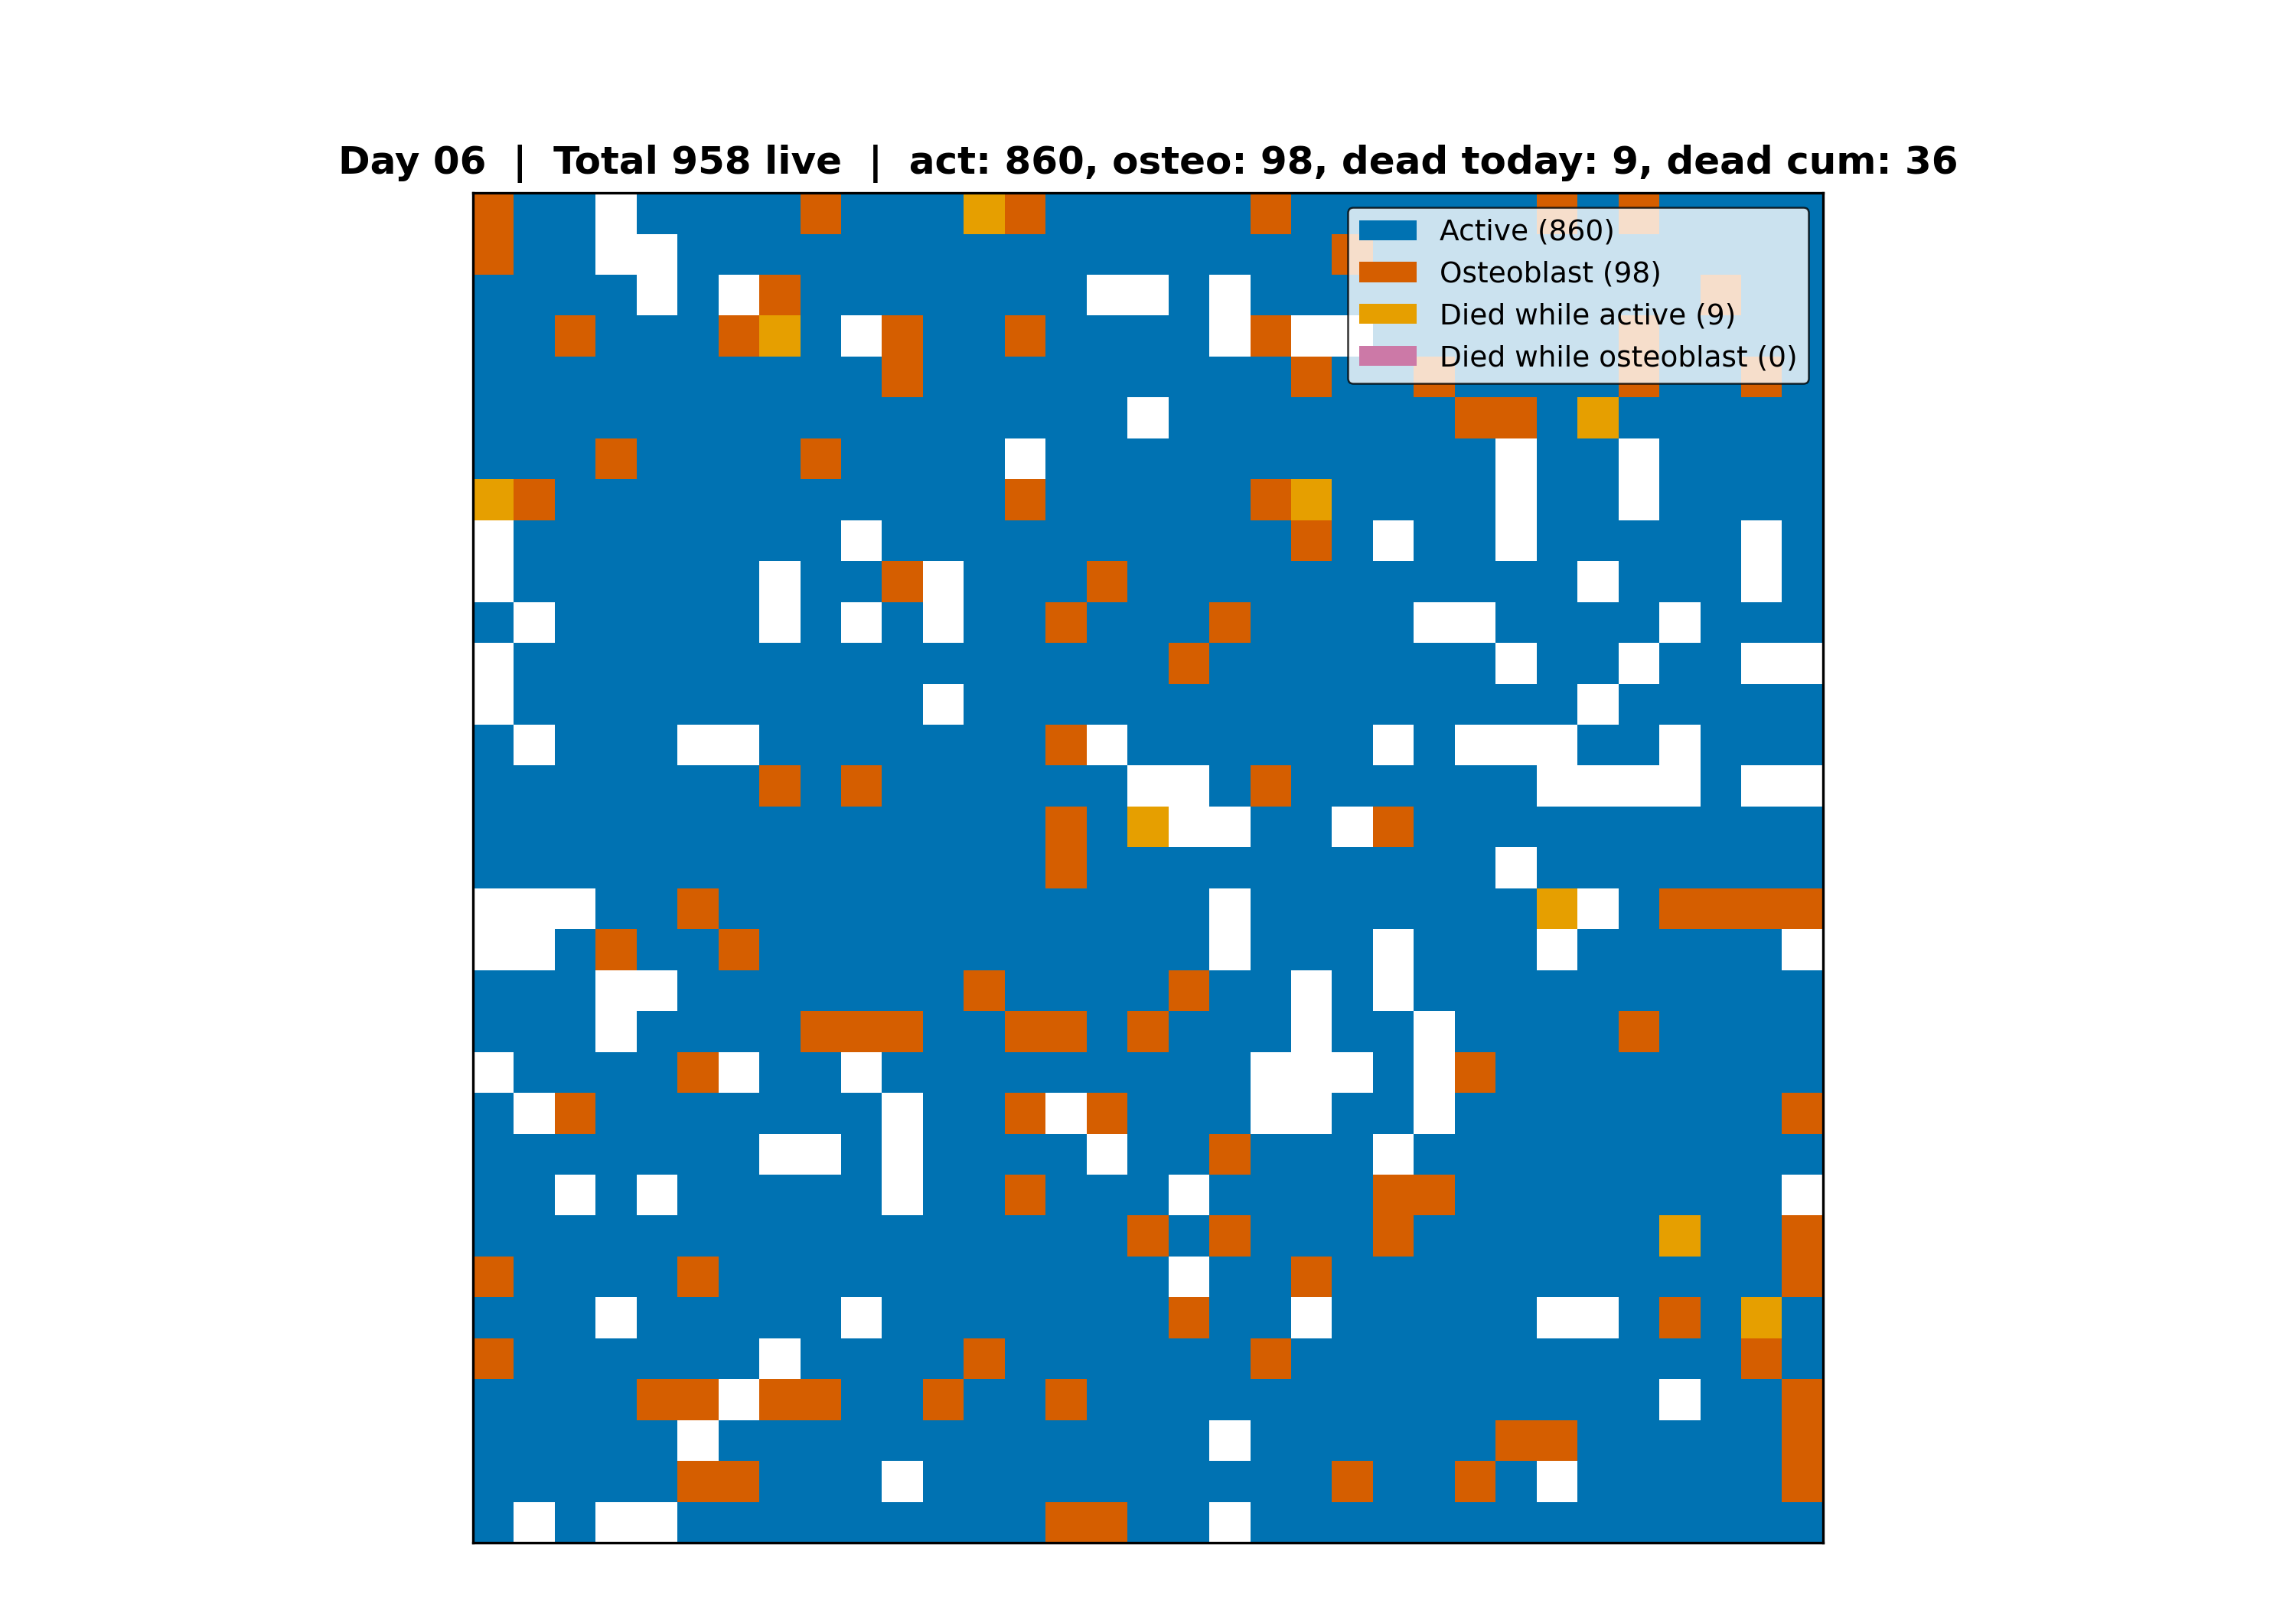 Day 06 | Total 958 live | act: 860, osteo: 98, dead today: 9, dead cum: 36
Active (860)
Osteoblast (98)
Died while active (9)
Died while osteoblast (0)